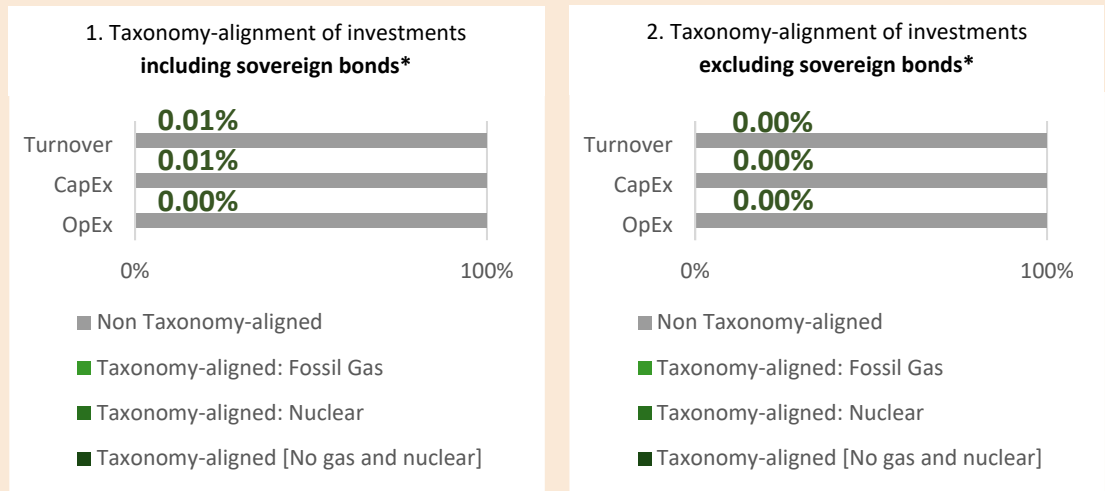 1. Taxonomy-alignment of investments
including sovereign bonds*
0.01%
Turnover
0.01%
CapEx
0.00%
OpEx
0%
100%
Non Taxonomy-aligned
Taxonomy-aligned: Fossil Gas
Taxonomy-aligned: Nuclear
Taxonomy-aligned [No gas and nuclear]
2. Taxonomy-alignment of investments
excluding sovereign bonds*
0.00%
Turnover
0.00%
CapEx
0.00%
OpEx
0%
100%
Non Taxonomy-aligned
Taxonomy-aligned: Fossil Gas
Taxonomy-aligned: Nuclear
Taxonomy-aligned [No gas and nuclear]